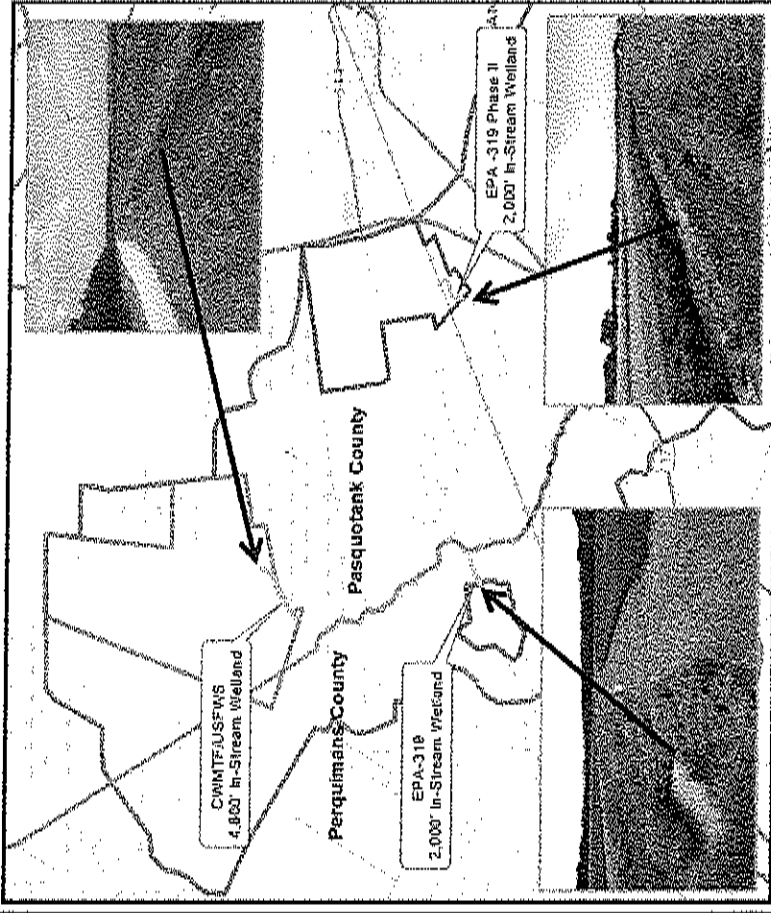 CWMTF/USFWS
4,800' In-Stream Wetland
Perquimans County
EPA-319
2,000' In-Stream Wetland
Pasquotank County
EPA -319 Phase II
2,000' In-Stream Wetland